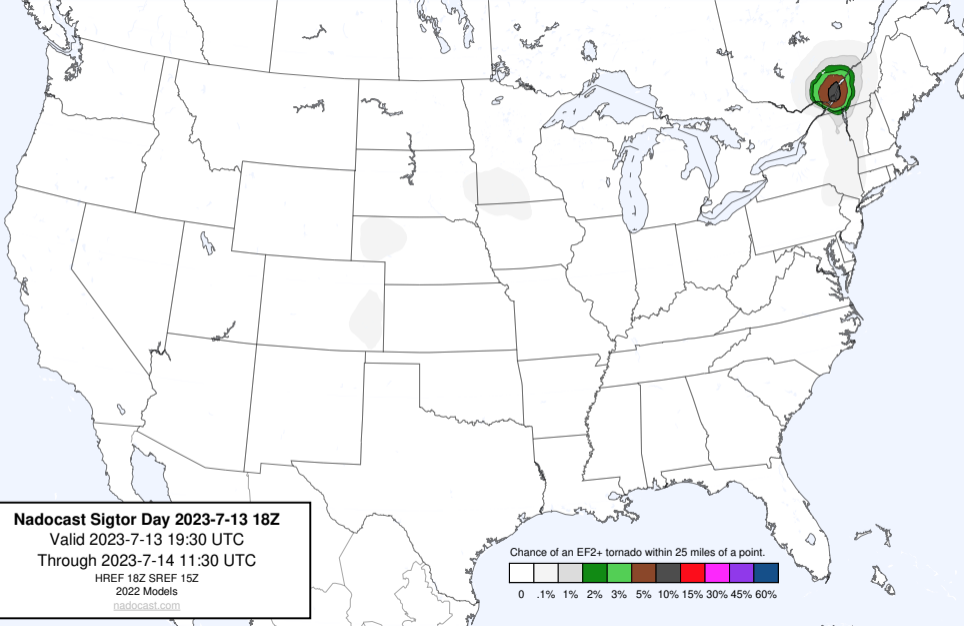 Nadocast Sigtor Day 2023-7-13 18Z
Valid 2023-7-13 19:30 UTC
Through 2023-7-14 11:30 UTC
HREF 18Z SREF 15Z
2022 Models
nadocast.com
Chance of an EF2+ tornado within 25 miles of a point.
0 .1% 1% 2% 3% 5% 10% 15% 30% 45% 60%